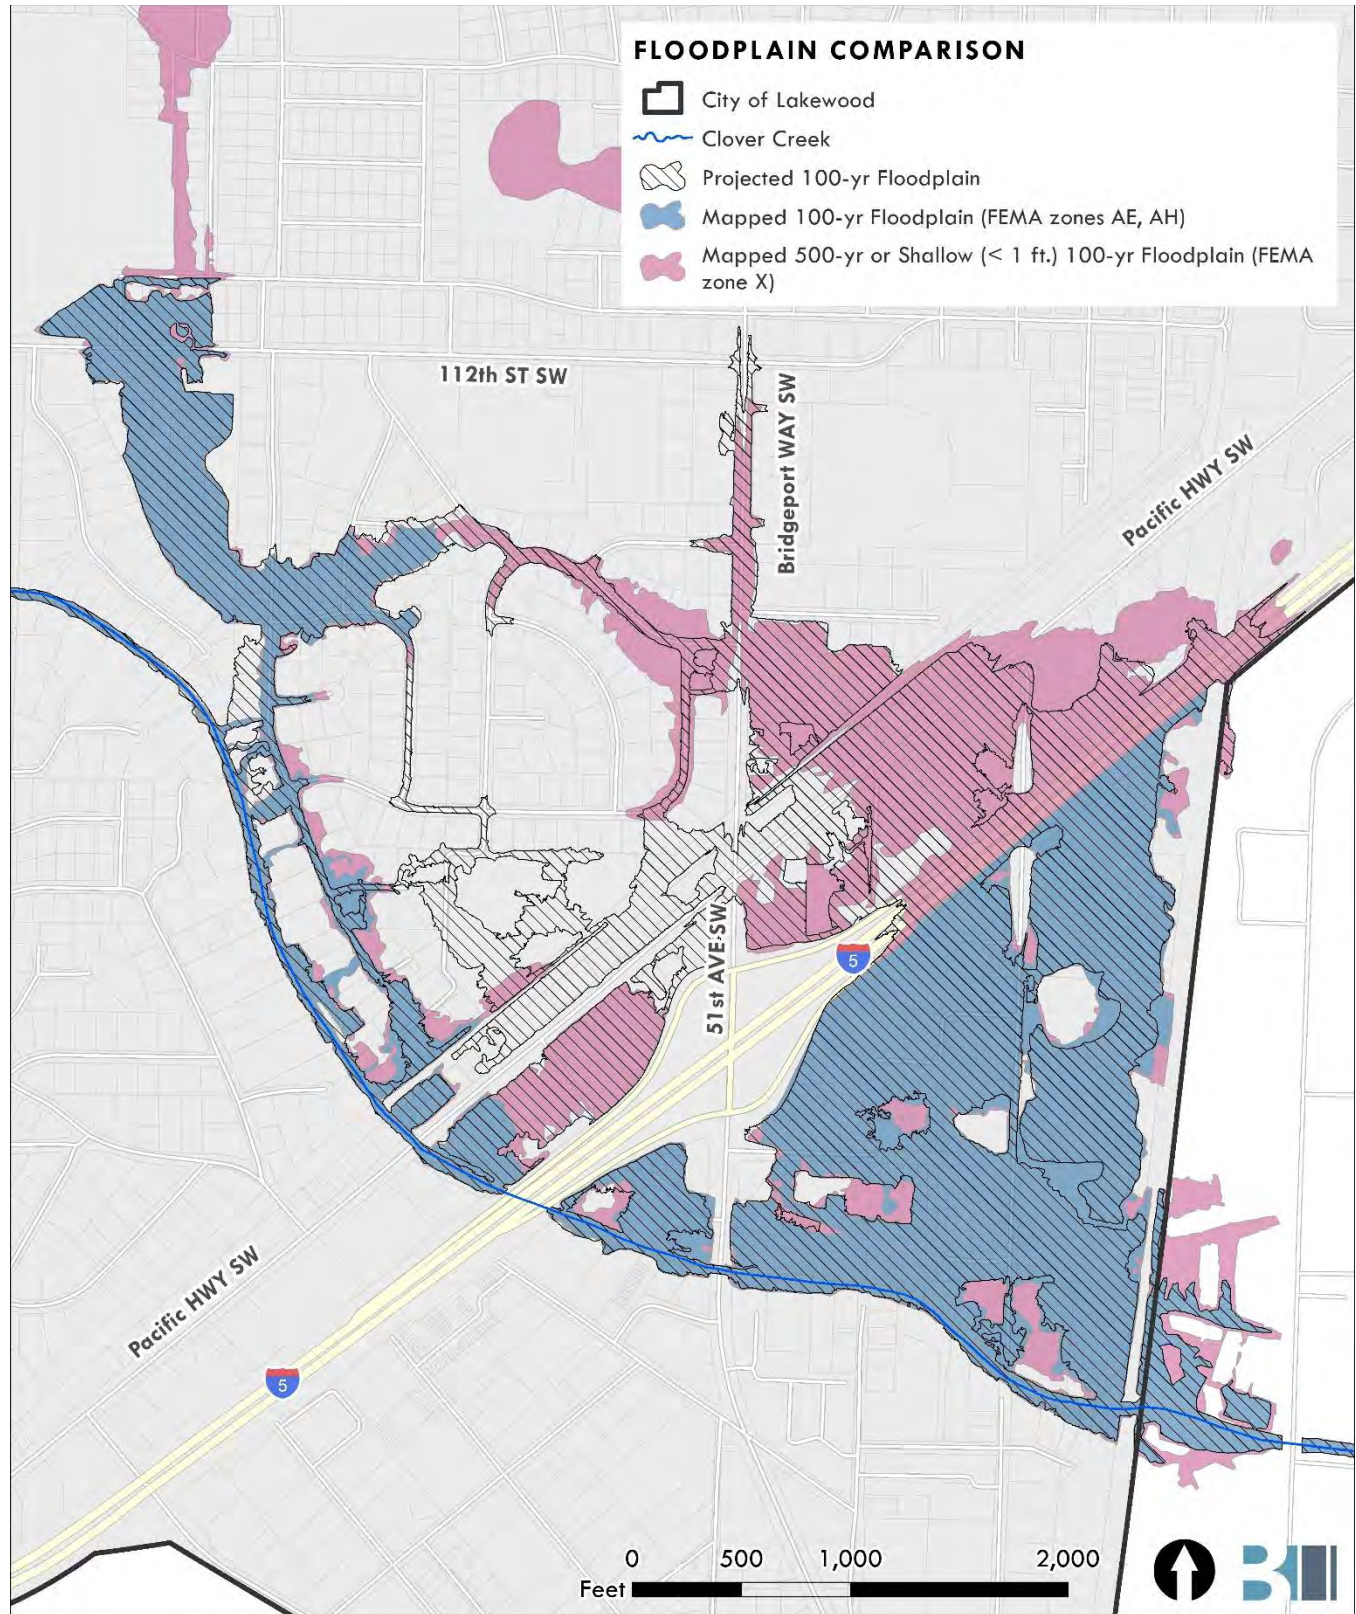 FLOODPLAIN COMPARISON
City of Lakewood
Clover Creek
Projected 100-yr Floodplain
Mapped 100-yr Floodplain (FEMA zones AE, AH)
Mapped 500-yr or Shallow (< 1 ft.) 100-yr Floodplain (FEMA
zone X)
112th ST SW
Bridgeport WAY SW
Pacific HWY SW
51st AVE SW
5
Pacific HWY SW
5
0 500 1,000 2,000
Feet